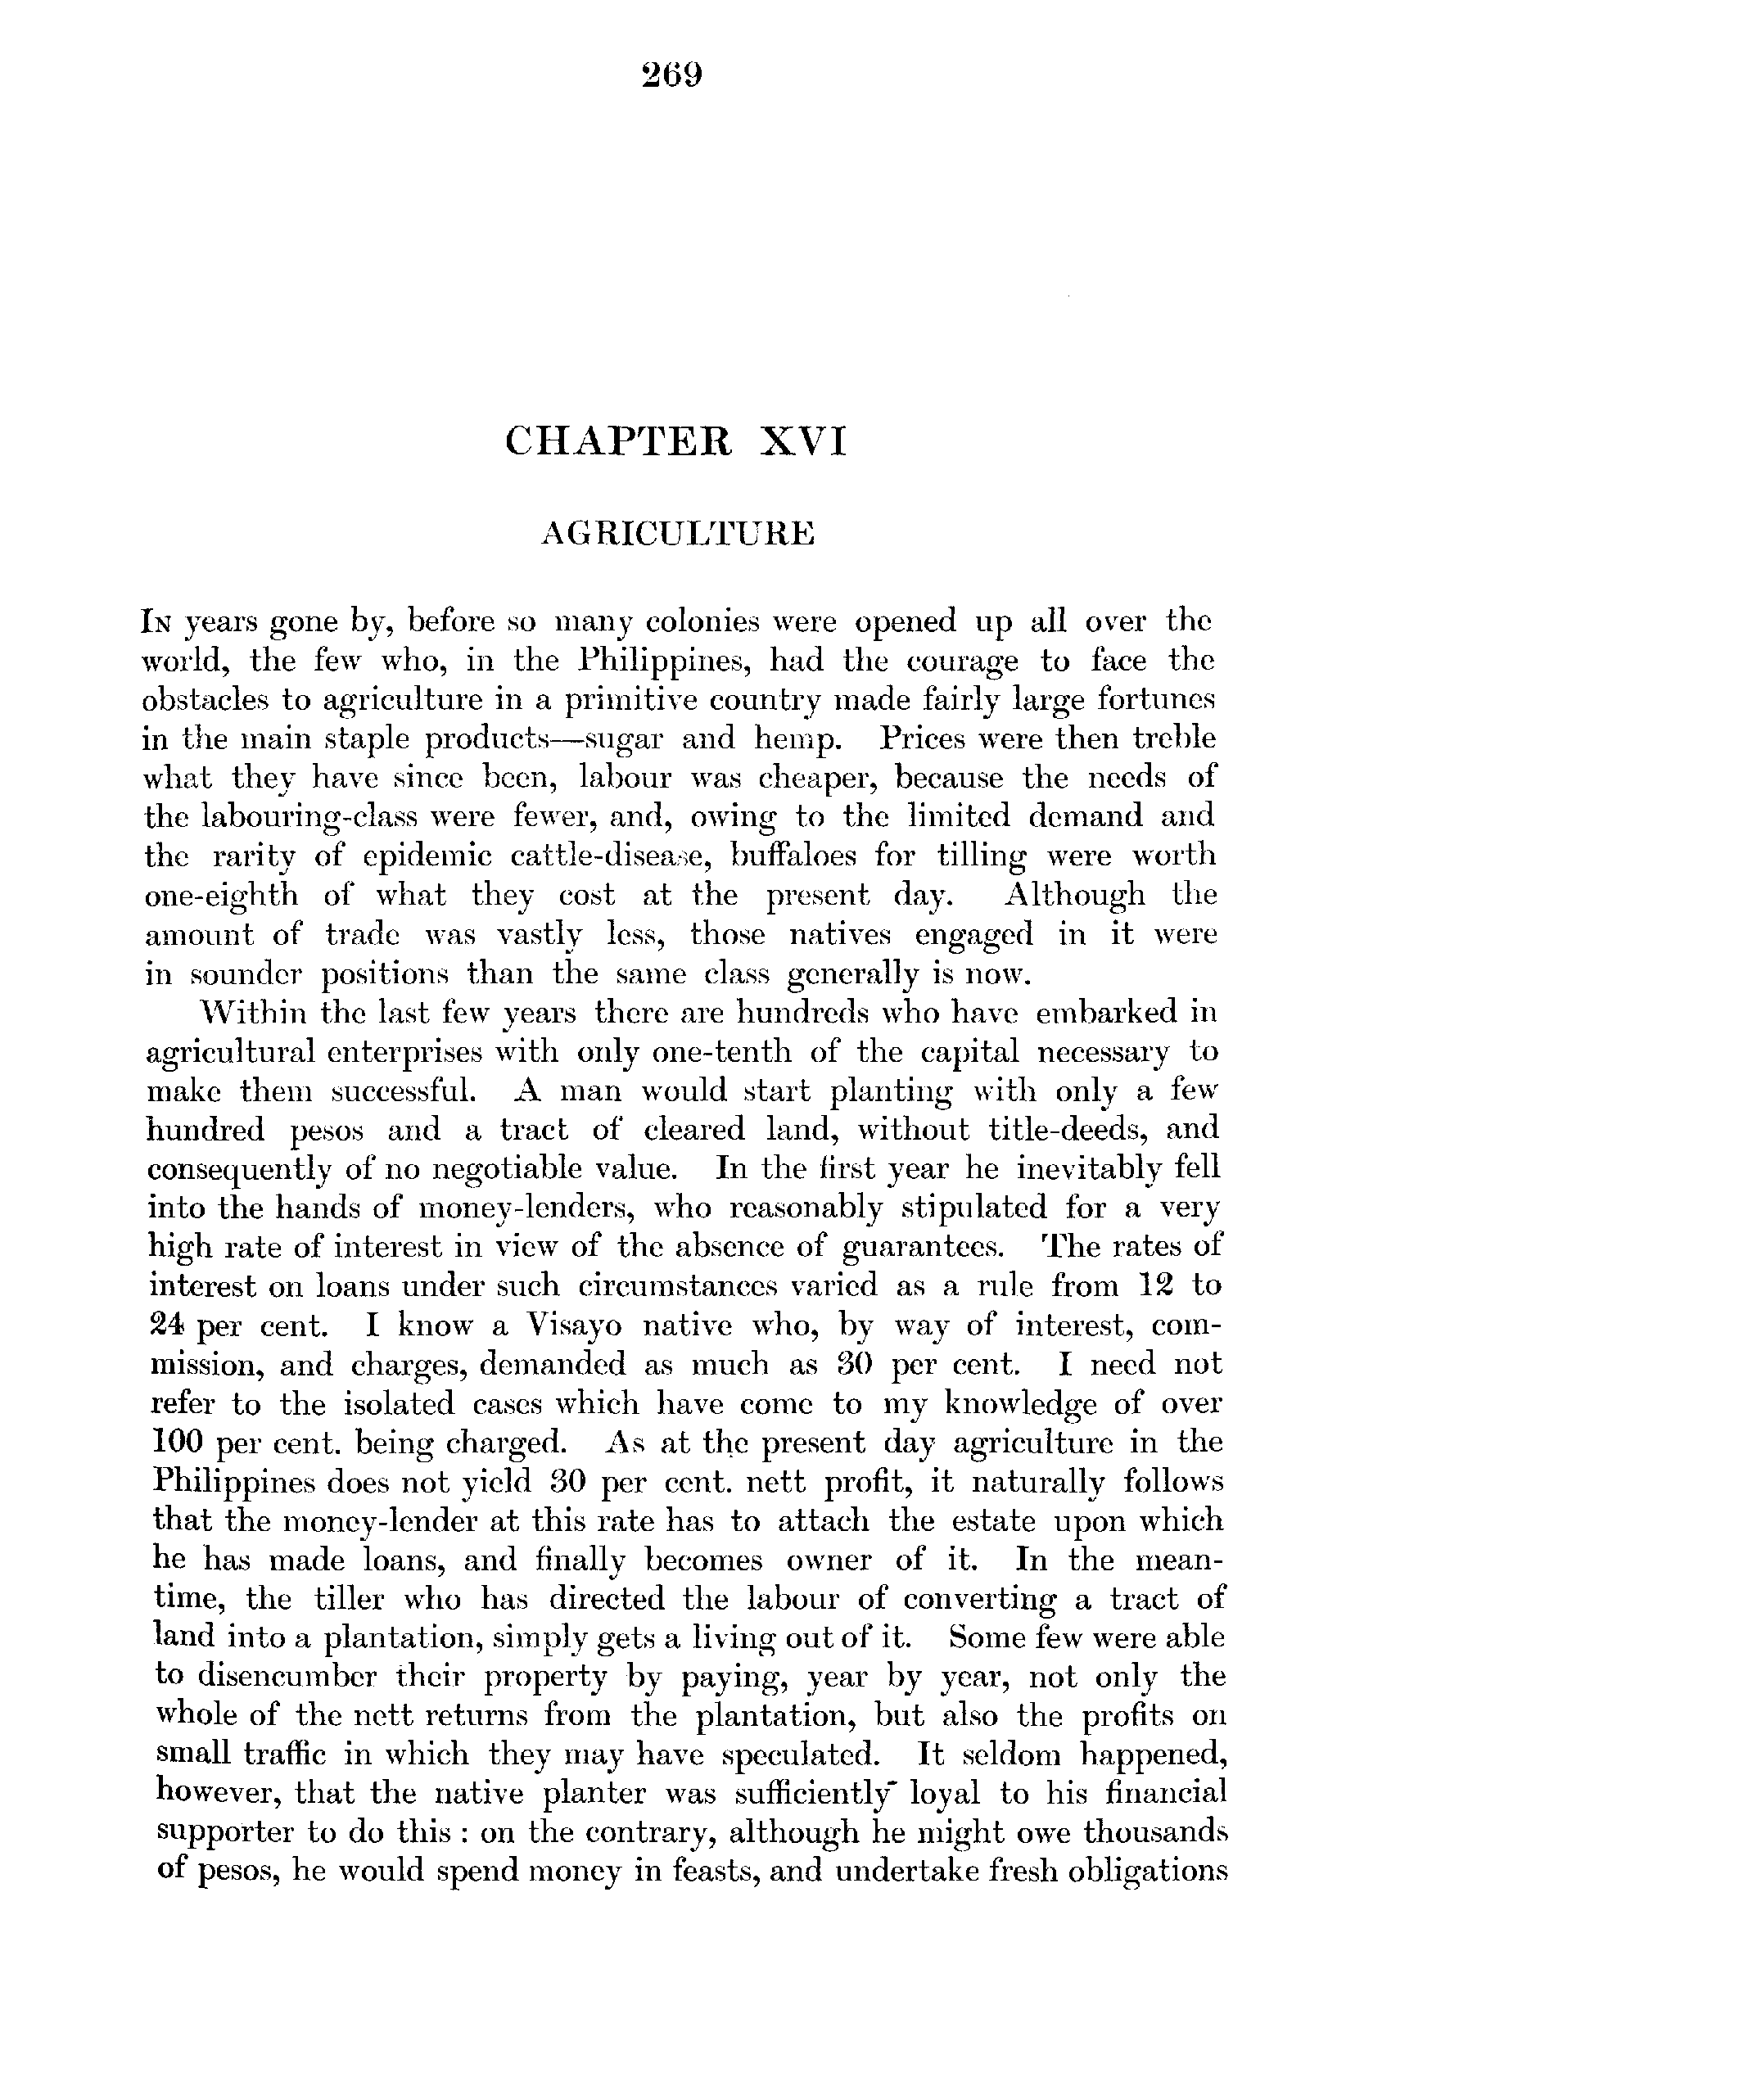 269
CHAPTER XVI
AGRICULTURE
IN years gone by, before so many colonies were opened up all over the
world, the few who, in the Philippines, had the courage to face the
obstacles to agriculture in a primitive country made fairly large fortunes
in the main staple products—sugar and hemp. Prices were then treble
what they have since been, labour was cheaper, because the needs of
the labouring-class were fewer, and, owing to the limited demand and
the rarity of epidemic cattle-disease, buffaloes for tilling were worth
one-eighth of what they cost at the present day. Although the
amount of trade was vastly less, those natives engaged in it were
in sounder positions than the same class generally is now.
Within the last few years there are hundreds who have embarked in
agricultural enterprises with only one-tenth of the capital necessary to
make them successful. A man would start planting with only a few
hundred pesos and a tract of cleared land, without title-deeds, and
consequently of no negotiable value. In the first year he inevitably fell
into the hands of money-lenders, who reasonably stipulated for a very
high rate of interest in view of the absence of guarantees. The rates of
interest on loans under such circumstances varied as a rule from 12 to
24 per cent. I know a Visayo native who, by way of interest, com-
mission, and charges, demanded as much as 30 per cent. I need not
refer to the isolated cases which have come to my knowledge of over
100 per cent. being charged. As at the present day agriculture in the
Philippines does not yield 30 per cent. nett profit, it naturally follows
that the money-lender at this rate has to attach the estate upon which
he has made loans, and finally becomes owner of it. In the mean-
time, the tiller who has directed the labour of converting a tract of
land into a plantation, simply gets a living out of it. Some few were able
to disencumber their property by paying, year by year, not only the
whole of the nett returns from the plantation, but also the profits on
small traffic in which they may have speculated. It seldom happened,
however, that the native planter was sufficiently loyal to his financial
supporter to do this : on the contrary, although he might owe thousands
of pesos, he would spend money in feasts, and undertake fresh obligations